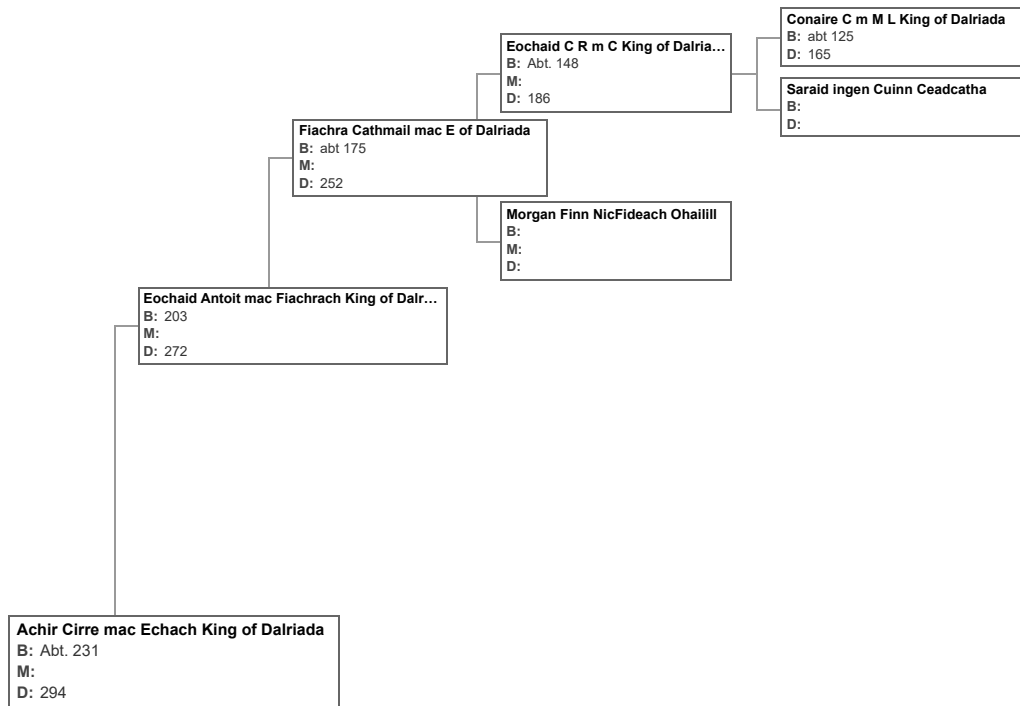 Conaire C m M L King of Dalriada
B: abt 125
D: 165
Eochaid C R m C King of Dalria…
B: Abt. 148
M:
D: 186
Saraid ingen Cuinn Ceadcatha
B:
D:
Fiachra Cathmail mac E of Dalriada
B: abt 175
M:
D: 252
Morgan Finn NicFideach Ohailill
B:
M:
D:
Eochaid Antoit mac Fiachrach King of Dalr…
B: 203
M:
D: 272
Achir Cirre mac Echach King of Dalriada
B: Abt. 231
M:
D: 294